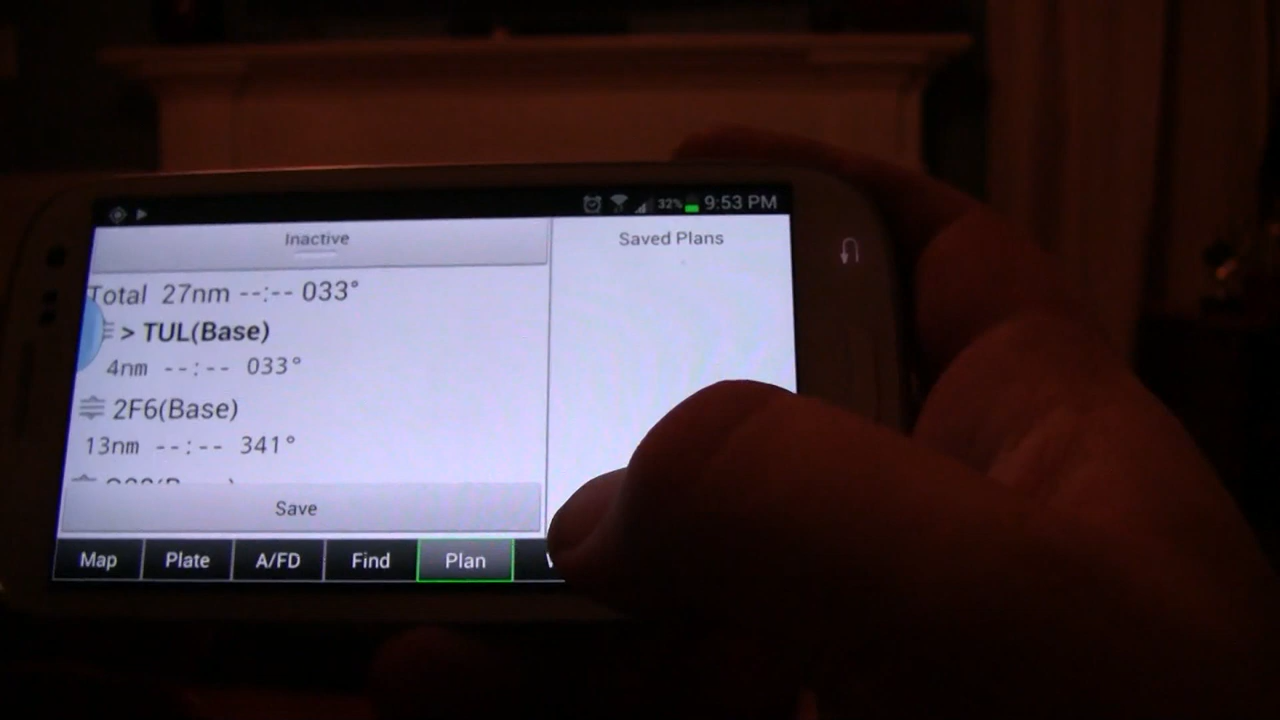 32% 9:53 PM
Inactive
Saved Plans
Total 27nm --:-- 033°
> TUL(Base)
4nm --:-- 033°
2F6(Base)
13nm --:-- 341°
Save
Map Plate A/FD Find Plan